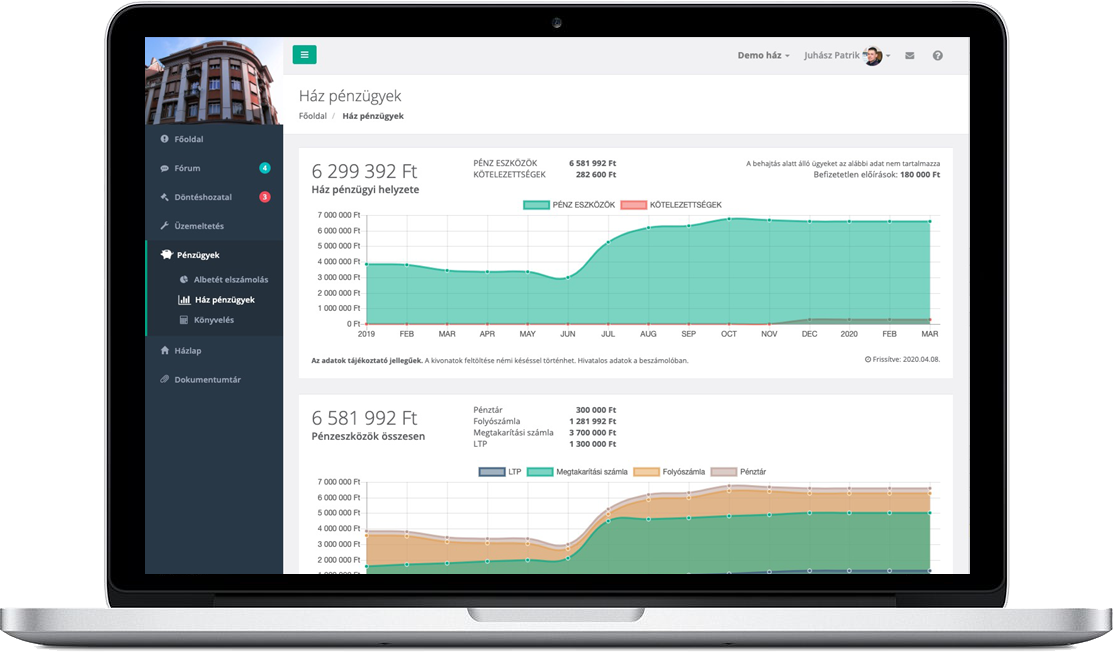 Demo ház
Juhász Patrik
Ház pénzügyek
Főoldal / Ház pénzügyek
Főoldal
Fórum 4
Döntéshozatal 3
Üzemeltetés
Pénzügyek
Albetét elszámolás
Ház pénzügyek
Könyvelés
Házlap
Dokumentumtár
6 299 392 Ft
Ház pénzügyi helyzete
PÉNZ ESZKÖZÖK 6 581 992 Ft
KÖTELEZETTSÉGEK 282 600 Ft
A behajtás alatt álló ügyeket az alábbi adat nem tartalmazza
Befizetetlen előírások: 180 000 Ft
PÉNZ ESZKÖZÖK KÖTELEZETTSÉGEK
7 000 000 Ft
6 000 000 Ft
5 000 000 Ft
4 000 000 Ft
3 000 000 Ft
2 000 000 Ft
1 000 000 Ft
0 Ft
2019 FEB MAR APR MAY JUN JUL AUG SEP OCT NOV DEC 2020 FEB MAR
Az adatok tájékoztató jellegűek. A kivonatok feltöltése némi késéssel történhet. Hivatalos adatok a beszámolóban.
Frissítve: 2020.04.08.
6 581 992 Ft
Pénzeszközök összesen
Pénztár 300 000 Ft
Folyószámla 1 281 992 Ft
Megtakarítási számla 3 700 000 Ft
LTP 1 300 000 Ft
LTP Megtakarítási számla Folyószámla Pénztár
7 000 000 Ft
6 000 000 Ft
5 000 000 Ft
4 000 000 Ft
3 000 000 Ft
2 000 000 Ft